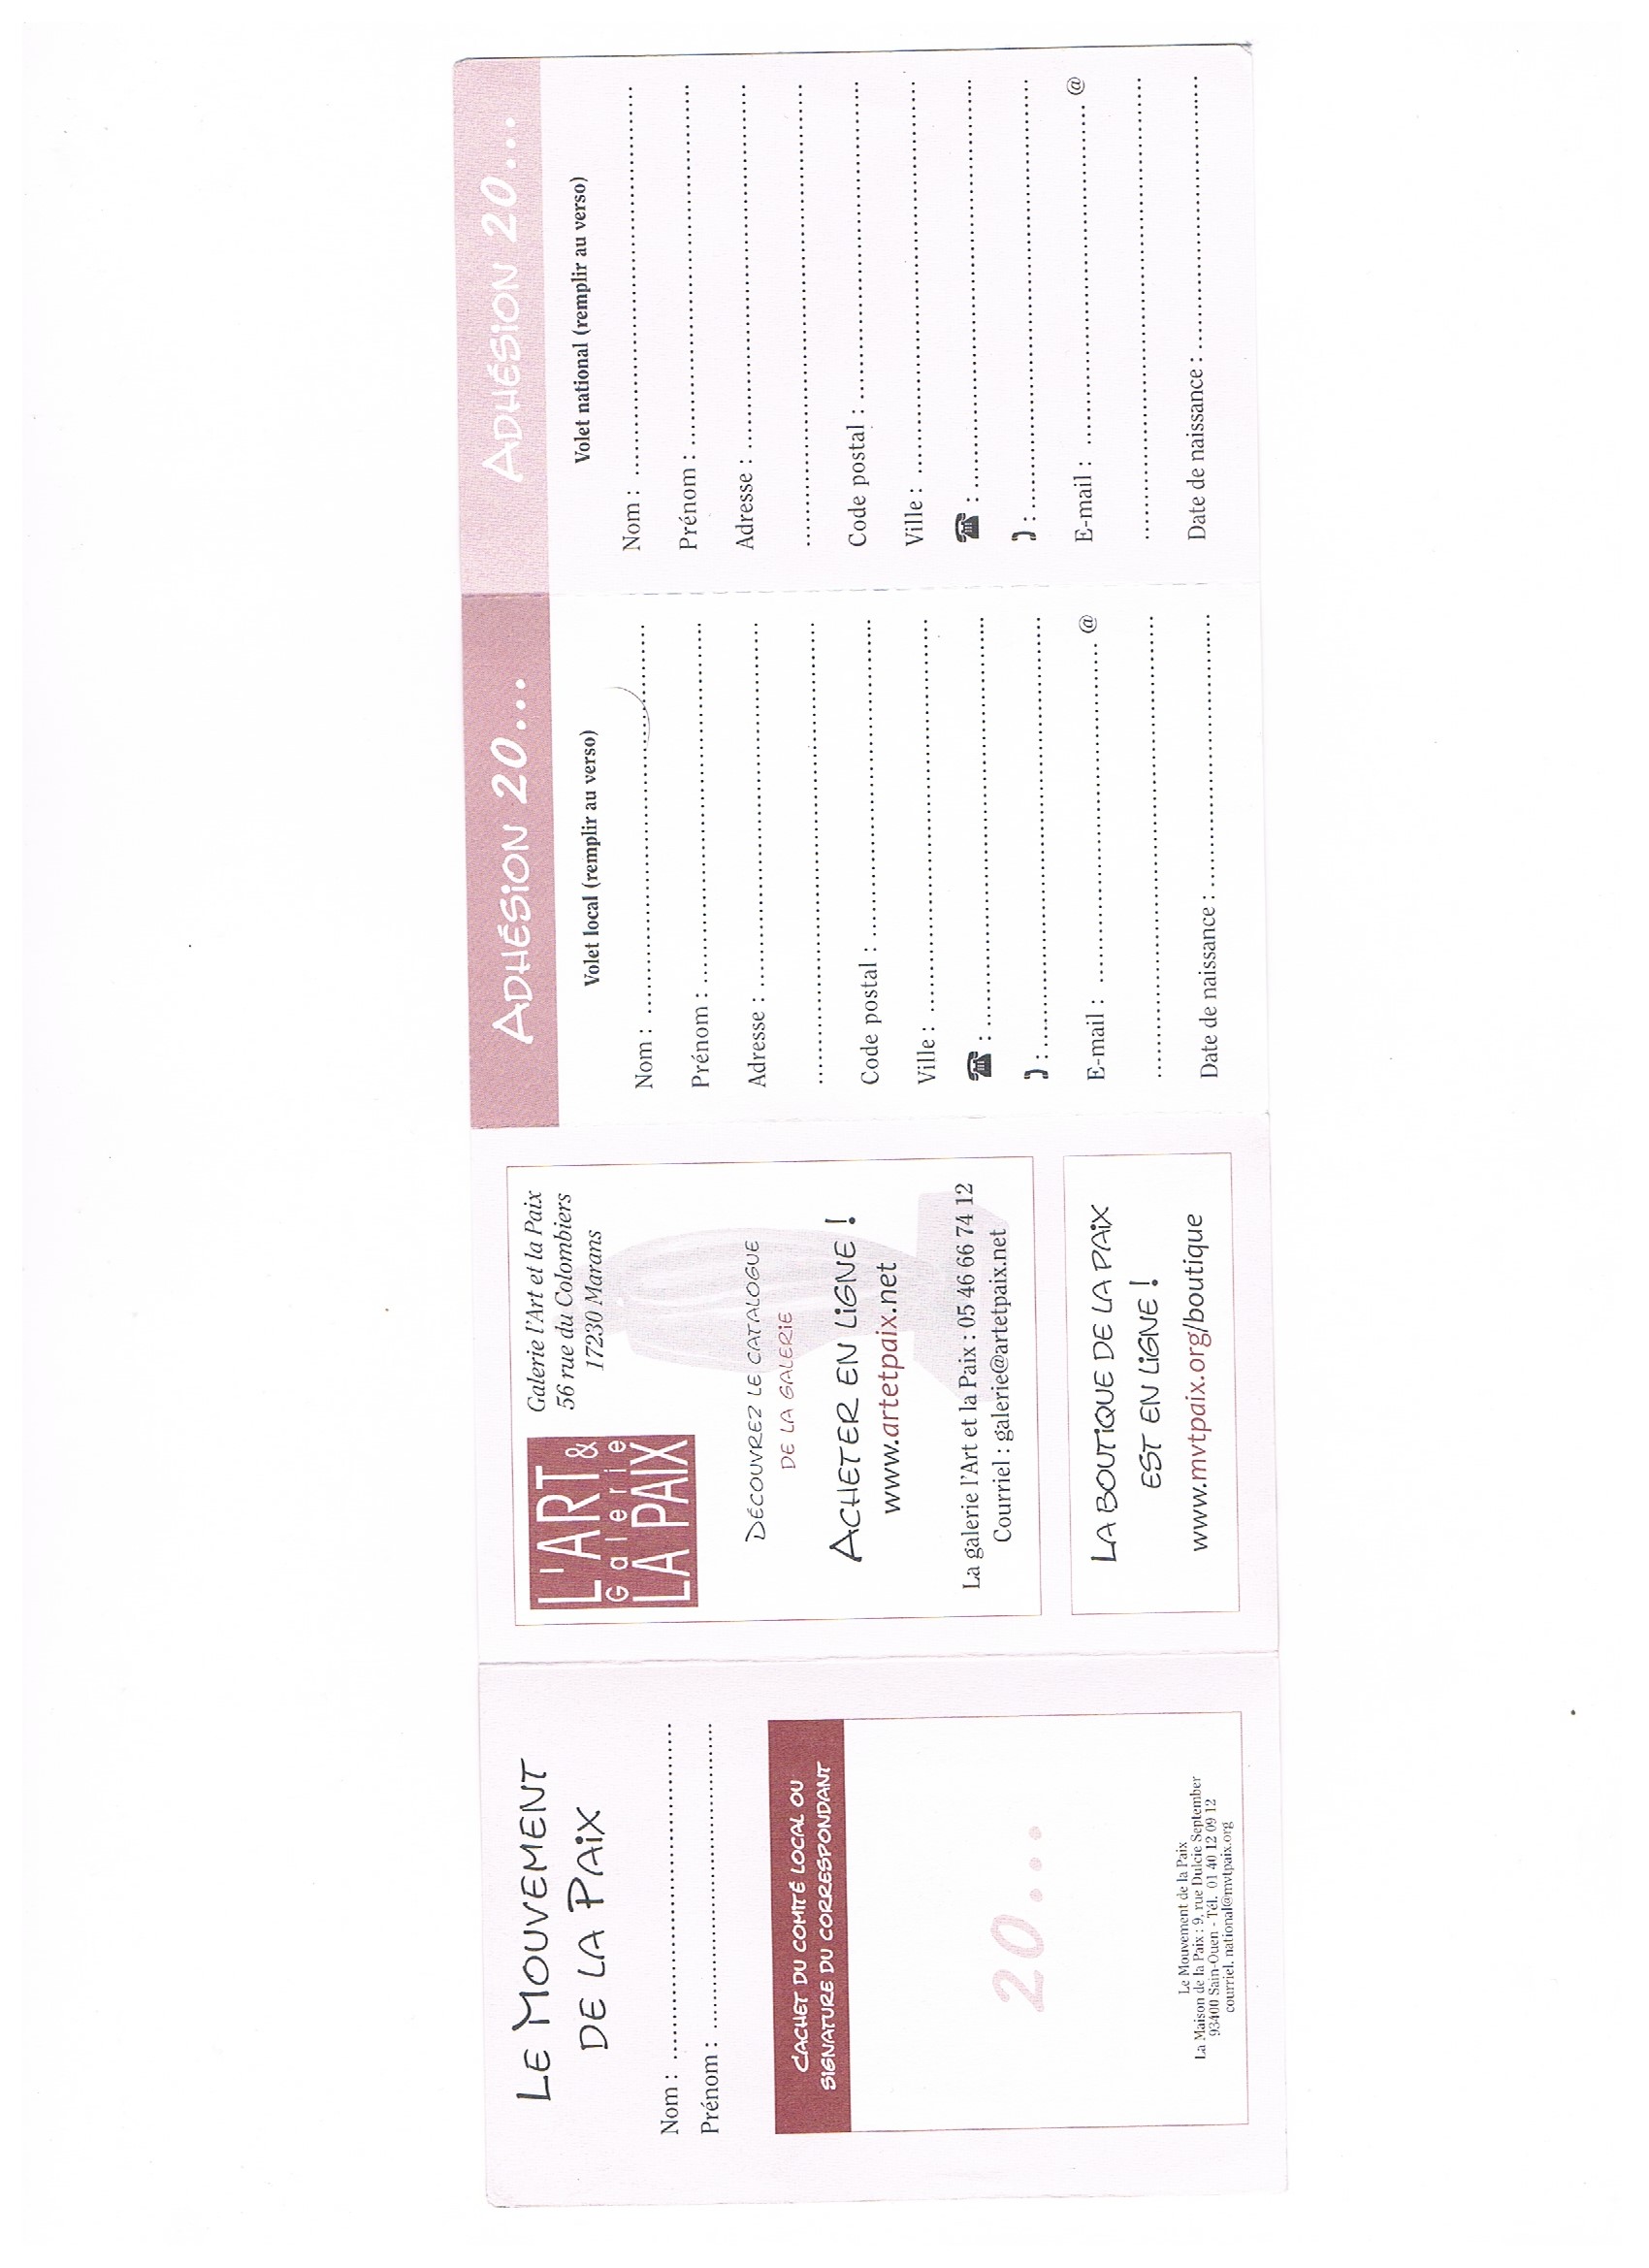 LE MOUVEMENT
DE LA PAIX
Nom : ......................................................
Prénom : ................................................
CACHET DU COMITÉ LOCAL OU
SIGNATURE DU CORRESPONDANT
20...
Le Mouvement de la Paix
La Maison de la Paix : 9, rue Dulcie September
93400 Sain-Ouen - Tél. 01 40 12 09 12
courriel. national@mvtpaix.org
L'ART &
Galerie
LA PAIX
Galerie l'Art et la Paix
56 rue du Colombiers
17230 Marans
DÉCOUVREZ LE CATALOGUE
DE LA GALERIE
ACHETER EN LIGNE !
www.artetpaix.net
La galerie l'Art et la Paix : 05 46 66 74 12
Courriel : galerie@artetpaix.net
LA BOUTIQUE DE LA PAIX
EST EN LIGNE !
www.mvtpaix.org/boutique
ADHÉSION 20...
Volet local (remplir au verso)
Nom : ......................................................
Prénom : ..................................................
Adresse : ..................................................
..................................................................
Code postal : ............................................
Ville : ......................................................
☎ : ..........................................................
: ..........................................................
E-mail : .............................................. @
..................................................................
Date de naissance : ....................................
ADHÉSION 20...
Volet national (remplir au verso)
Nom : ......................................................
Prénom : ..................................................
Adresse : ..................................................
..................................................................
Code postal : ............................................
Ville : ......................................................
☎ : ..........................................................
: ..........................................................
E-mail : .............................................. @
..................................................................
Date de naissance : ....................................